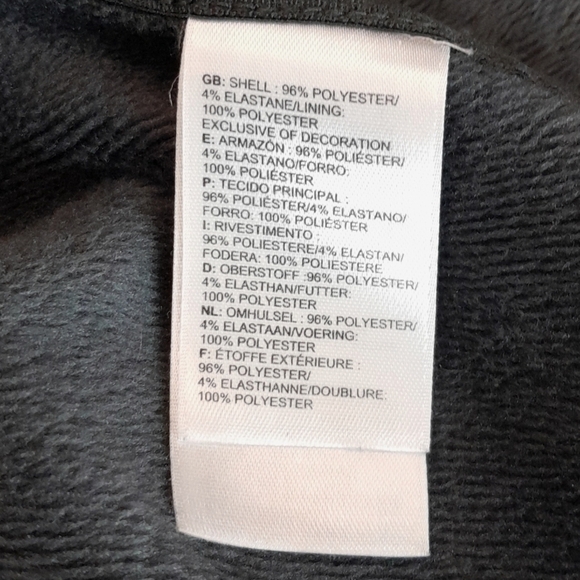 GB: SHELL : 96% POLYESTER/
4% ELASTANE/LINING:
100% POLYESTER
EXCLUSIVE OF DECORATION
E: ARMAZÓN : 96% POLIÉSTER/
4% ELASTANO/FORRO:
100% POLIÉSTER
P: TECIDO PRINCIPAL :
96% POLIÉSTER/4% ELASTANO/
FORRO: 100% POLIÉSTER
I: RIVESTIMENTO :
96% POLIESTERE/4% ELASTAN/
FODERA: 100% POLIESTERE
D: OBERSTOFF :96% POLYESTER/
4% ELASTHAN/FUTTER:
100% POLYESTER
NL: OMHULSEL : 96% POLYESTER/
4% ELASTAAN/VOERING:
100% POLYESTER
F: ÉTOFFE EXTÉRIEURE :
96% POLYESTER/
4% ELASTHANNE/DOUBLURE:
100% POLYESTER